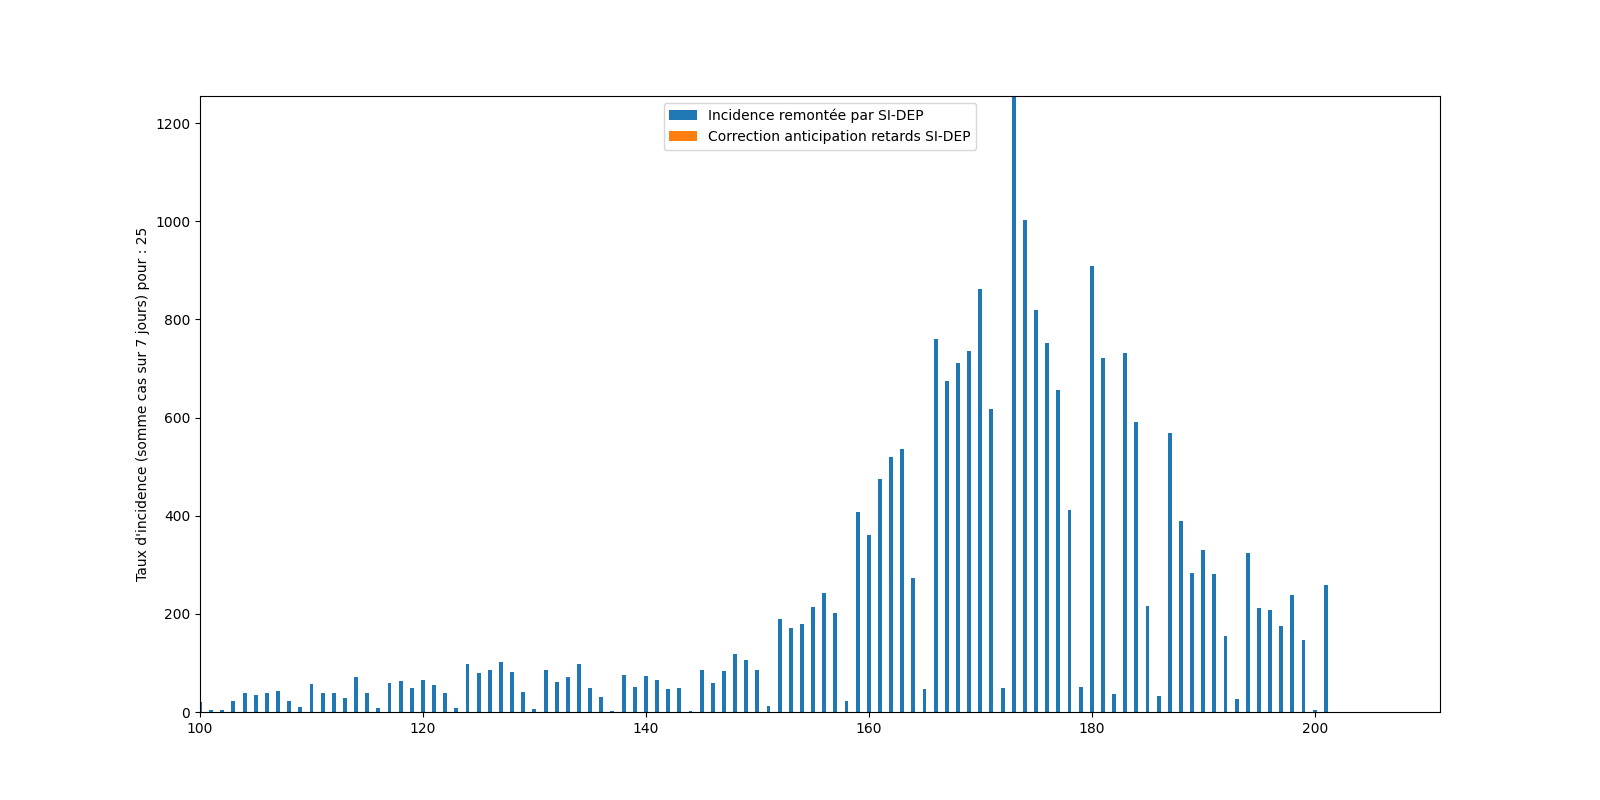 Incidence remontée par SI-DEP
Correction anticipation retards SI-DEP
Taux d'incidence (somme cas sur 7 jours) pour : 25
1200
1000
800
600
400
200
0
100 120 140 160 180 200